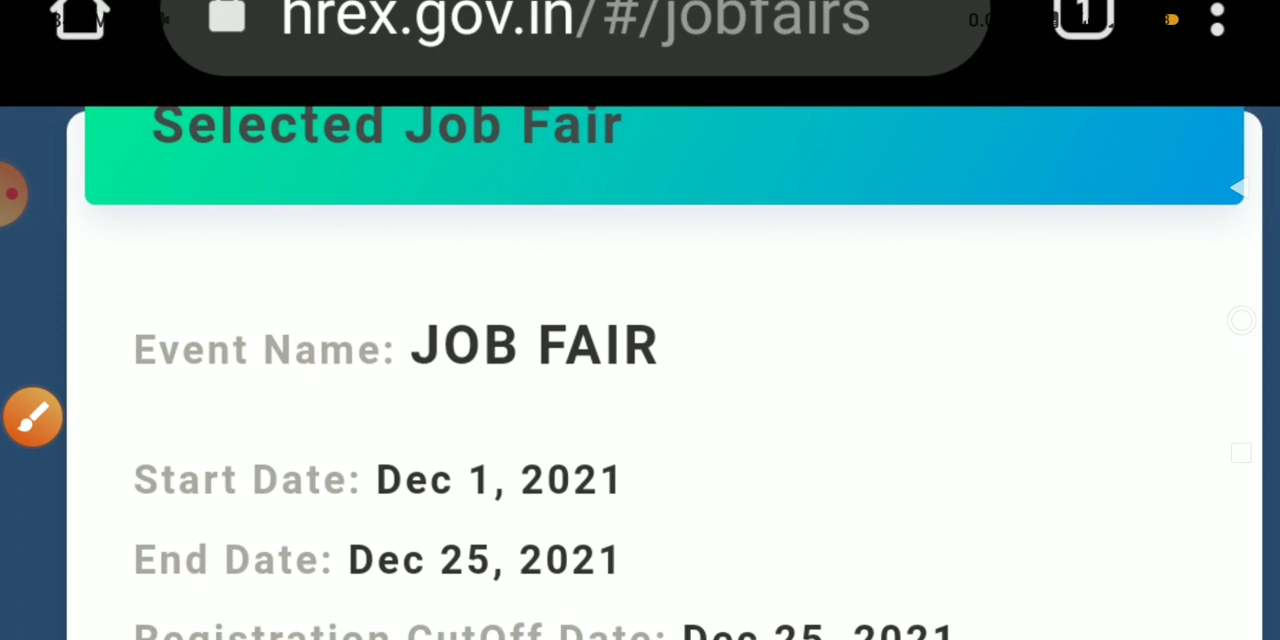 hrex.gov.in/#/jobfairs
1
Selected Job Fair
Event Name: JOB FAIR
Start Date: Dec 1, 2021
End Date: Dec 25, 2021
Registration CutOff Date: Dec 25, 2021